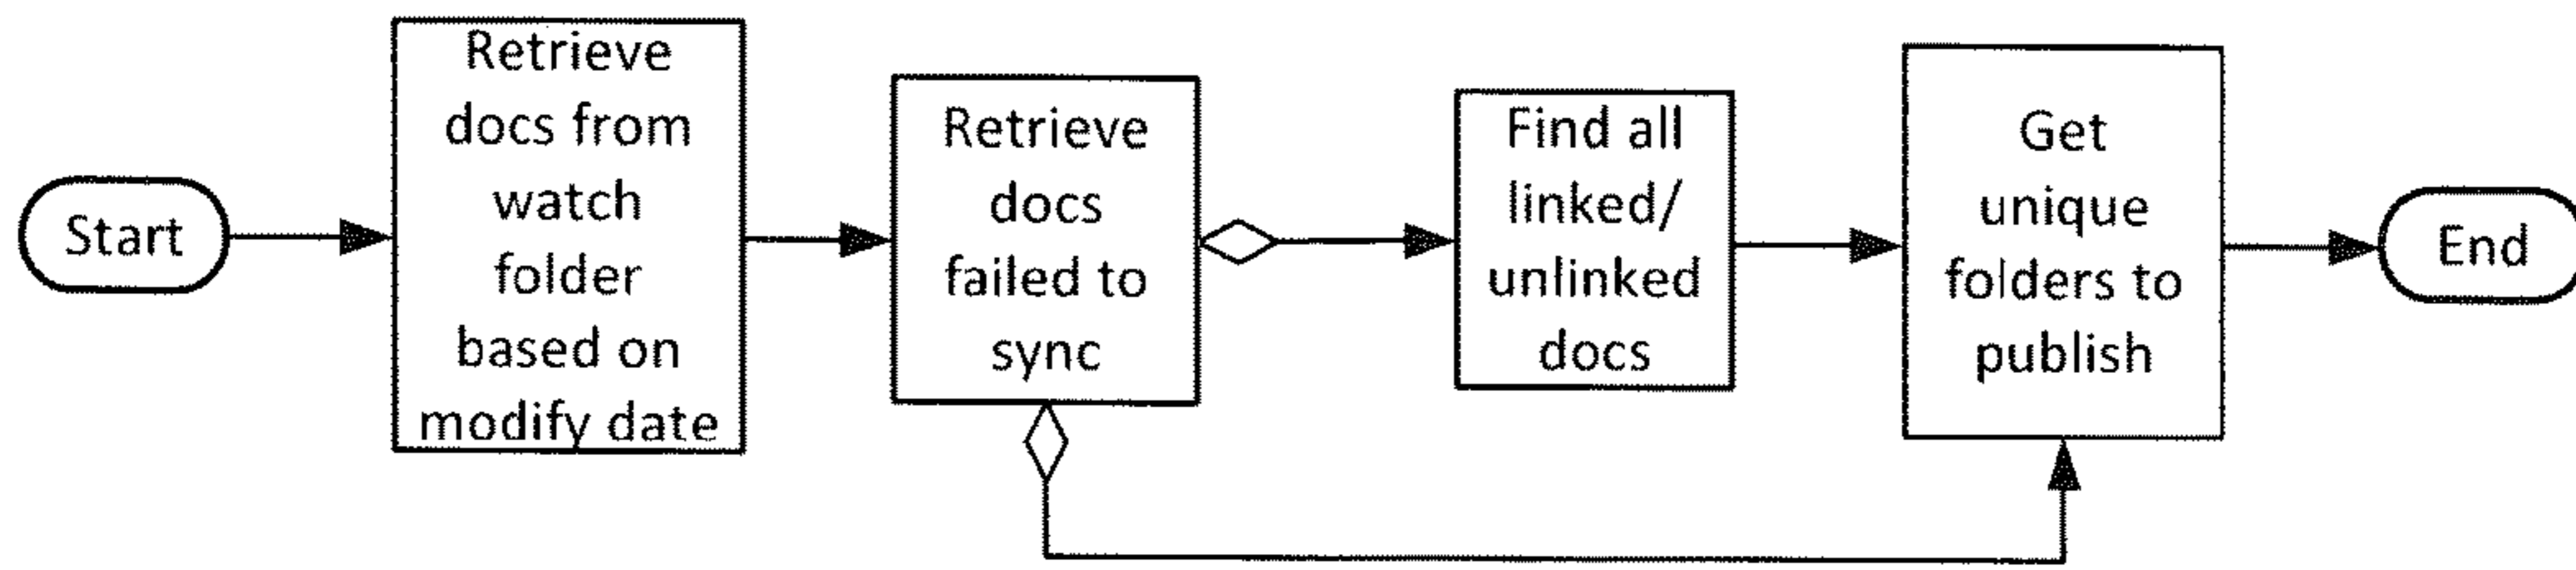 Start
Retrieve
docs from
watch
folder
based on
modify date
Retrieve
docs
failed to
sync
Find all
linked/
unlinked
docs
Get
unique
folders to
publish
End